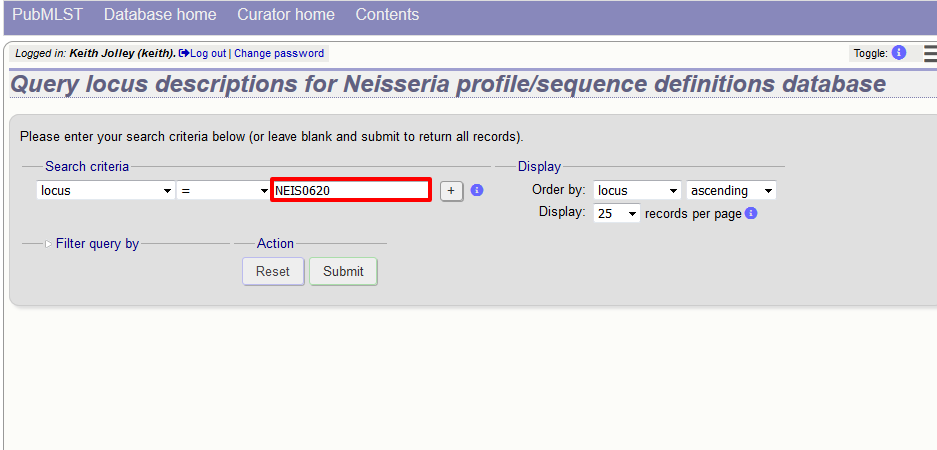 PubMLST Database home Curator home Contents
Logged in: Keith Jolley (keith). Log out | Change password Toggle: i
Query locus descriptions for Neisseria profile/sequence definitions database
Please enter your search criteria below (or leave blank and submit to return all records).
Search criteria Display
locus = NEIS0620 + i Order by: locus ascending
Display: 25 records per page i
Filter query by Action
Reset Submit